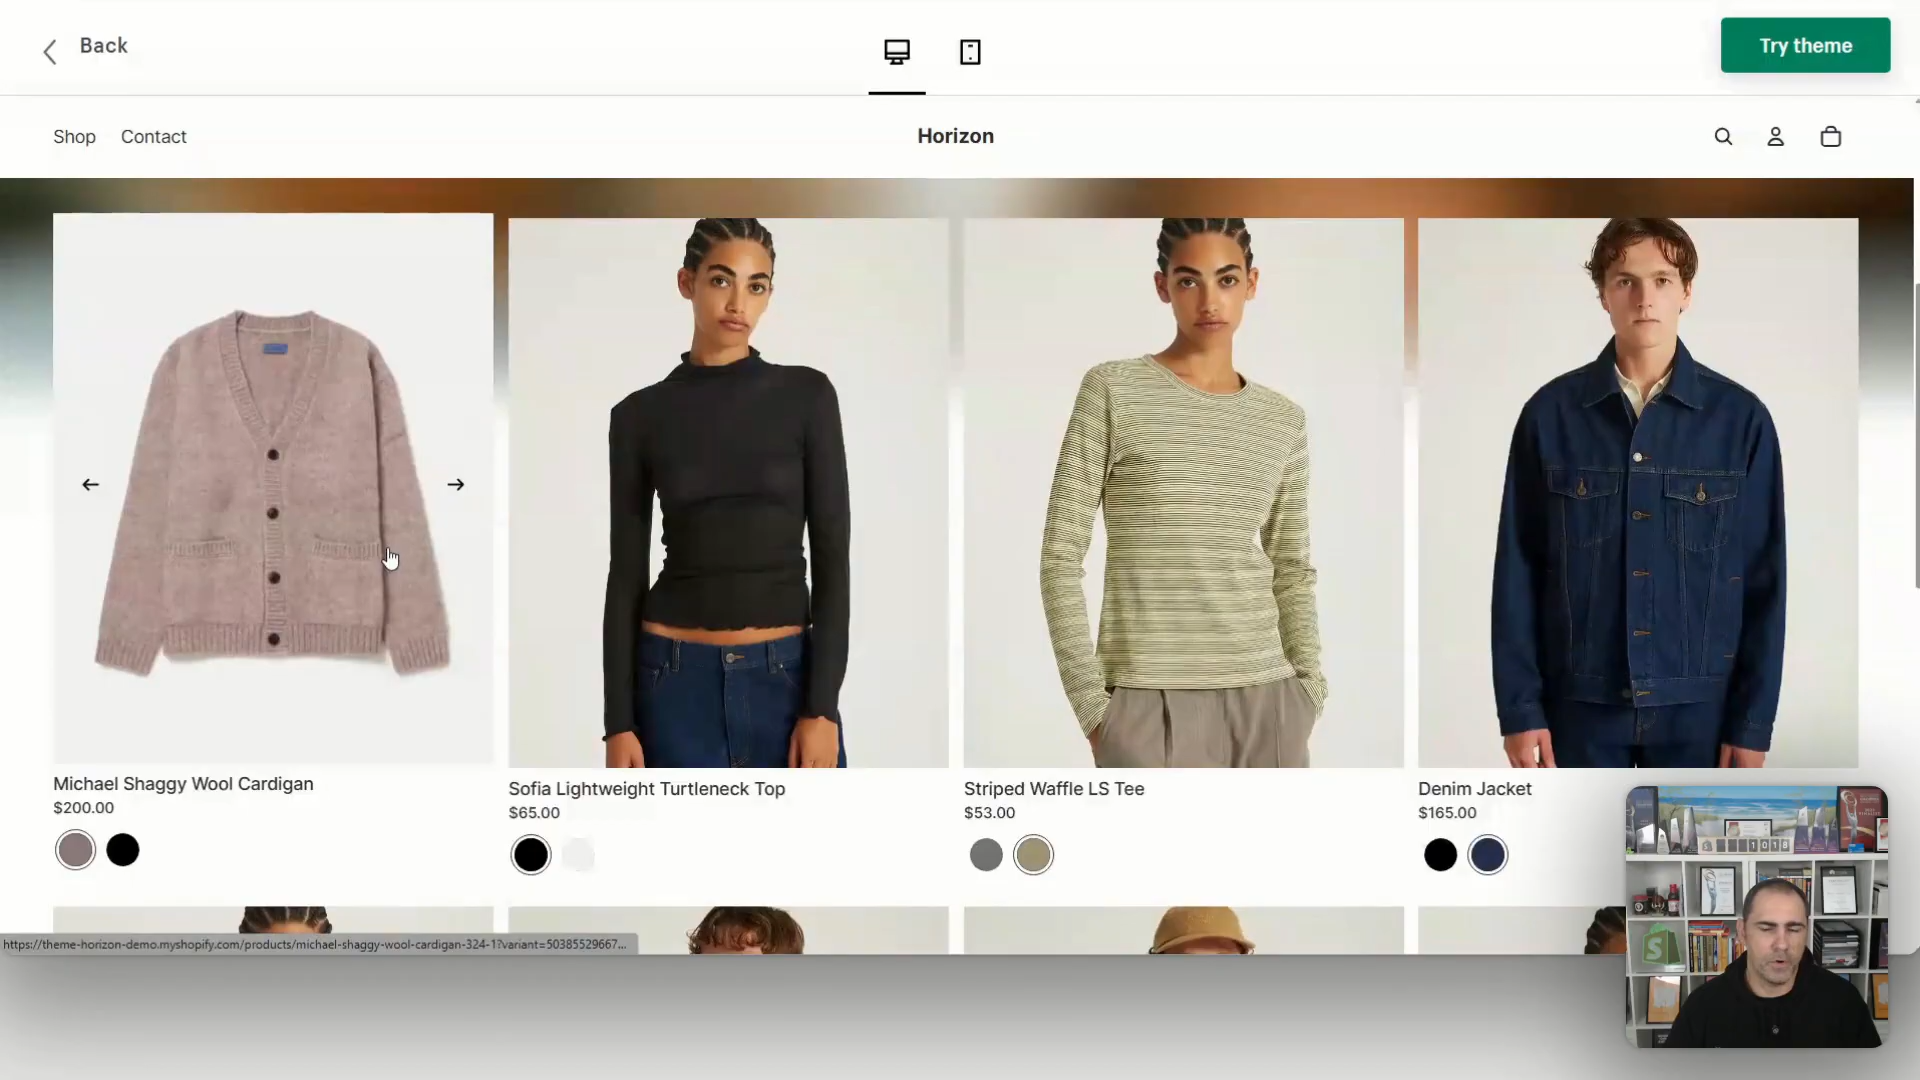 Back
Try theme
Shop Contact
Horizon
Michael Shaggy Wool Cardigan
$200.00
Sofia Lightweight Turtleneck Top
$65.00
Striped Waffle LS Tee
$53.00
Denim Jacket
$165.00
https://theme-horizon-demo.myshopify.com/products/michael-shaggy-wool-cardigan-324-1?variant=50385529667...
1018